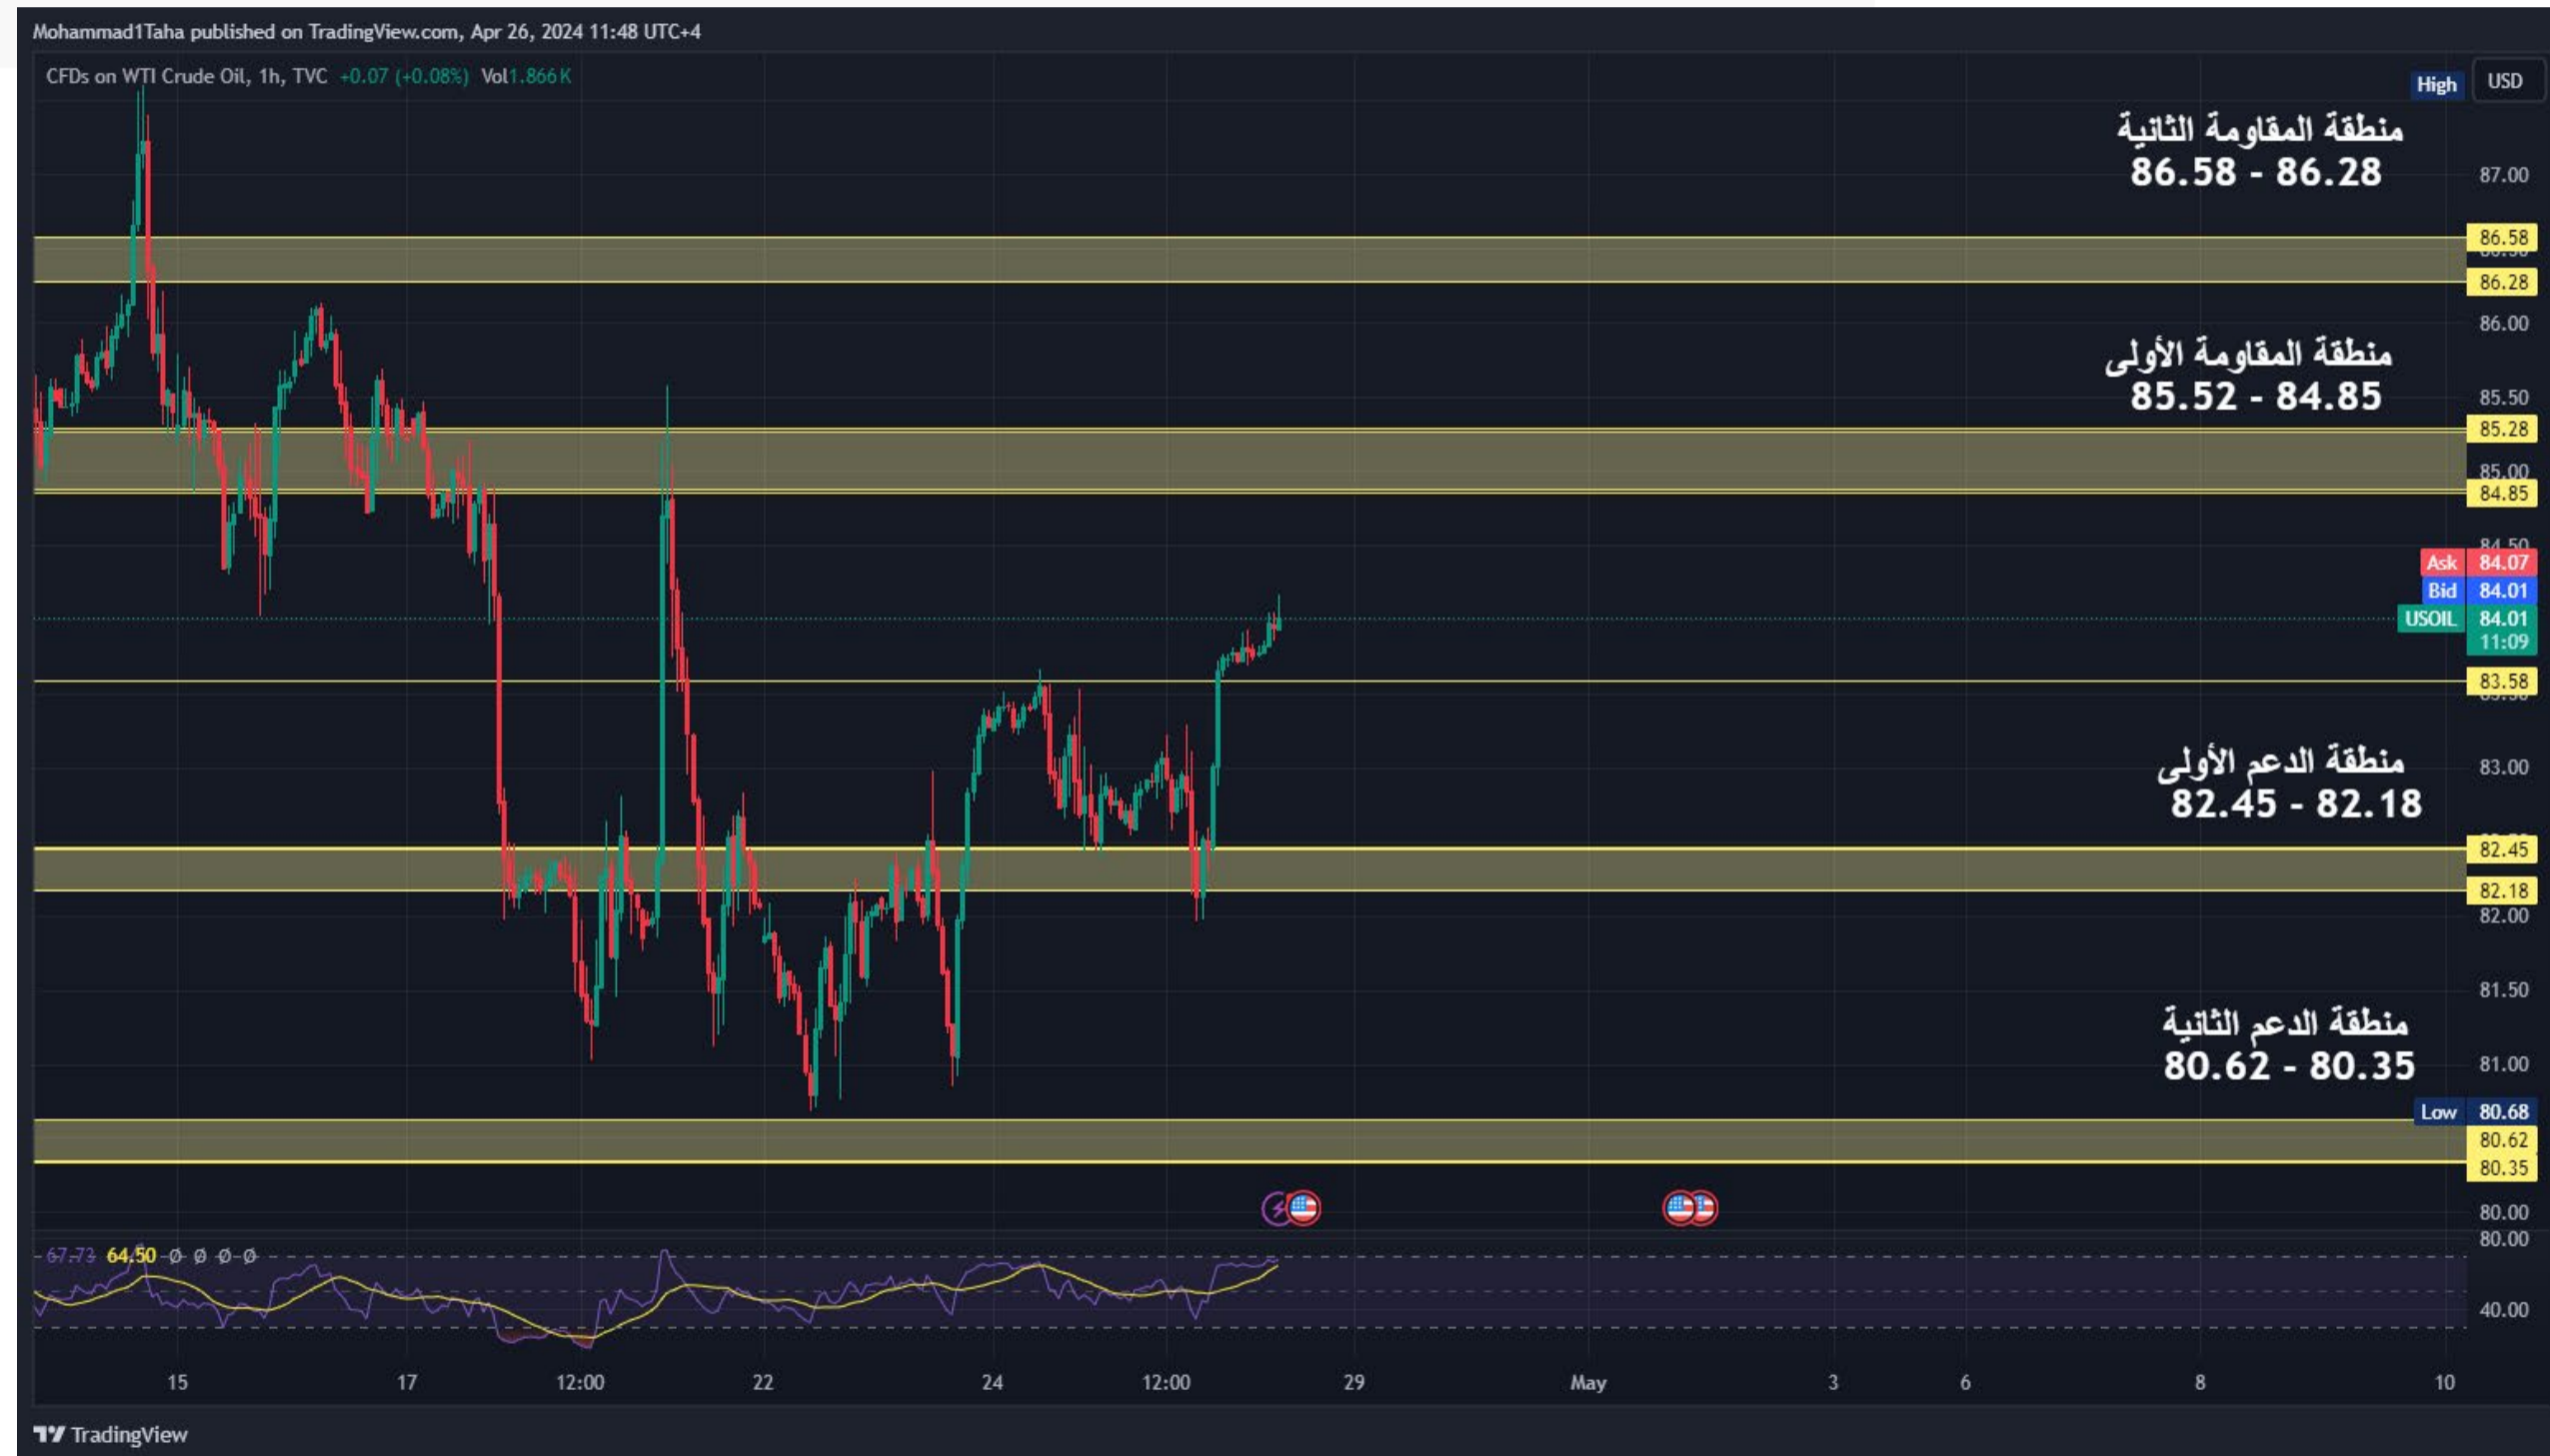 Mohammad1Taha published on TradingView.com, Apr 26, 2024 11:48 UTC+4
CFDs on WTI Crude Oil, 1h, TVC +0.07 (+0.08%) Vol1.866 K
High
USD
منطقة المقاومة الثانية
86.58 - 86.28
87.00
86.58
86.28
86.00
منطقة المقاومة الأولى
85.52 - 84.85
85.50
85.28
85.00
84.85
84.50
Ask 84.07
Bid 84.01
USOIL 84.01
11:09
83.58
منطقة الدعم الأولى
82.45 - 82.18
83.00
82.45
82.18
82.00
81.50
منطقة الدعم الثانية
80.62 - 80.35
81.00
Low 80.68
80.62
80.35
80.00
67.73 64.50 Ø Ø Ø Ø
80.00
40.00
15 17 12:00 22 24 12:00 29 May 3 6 8 10
TradingView